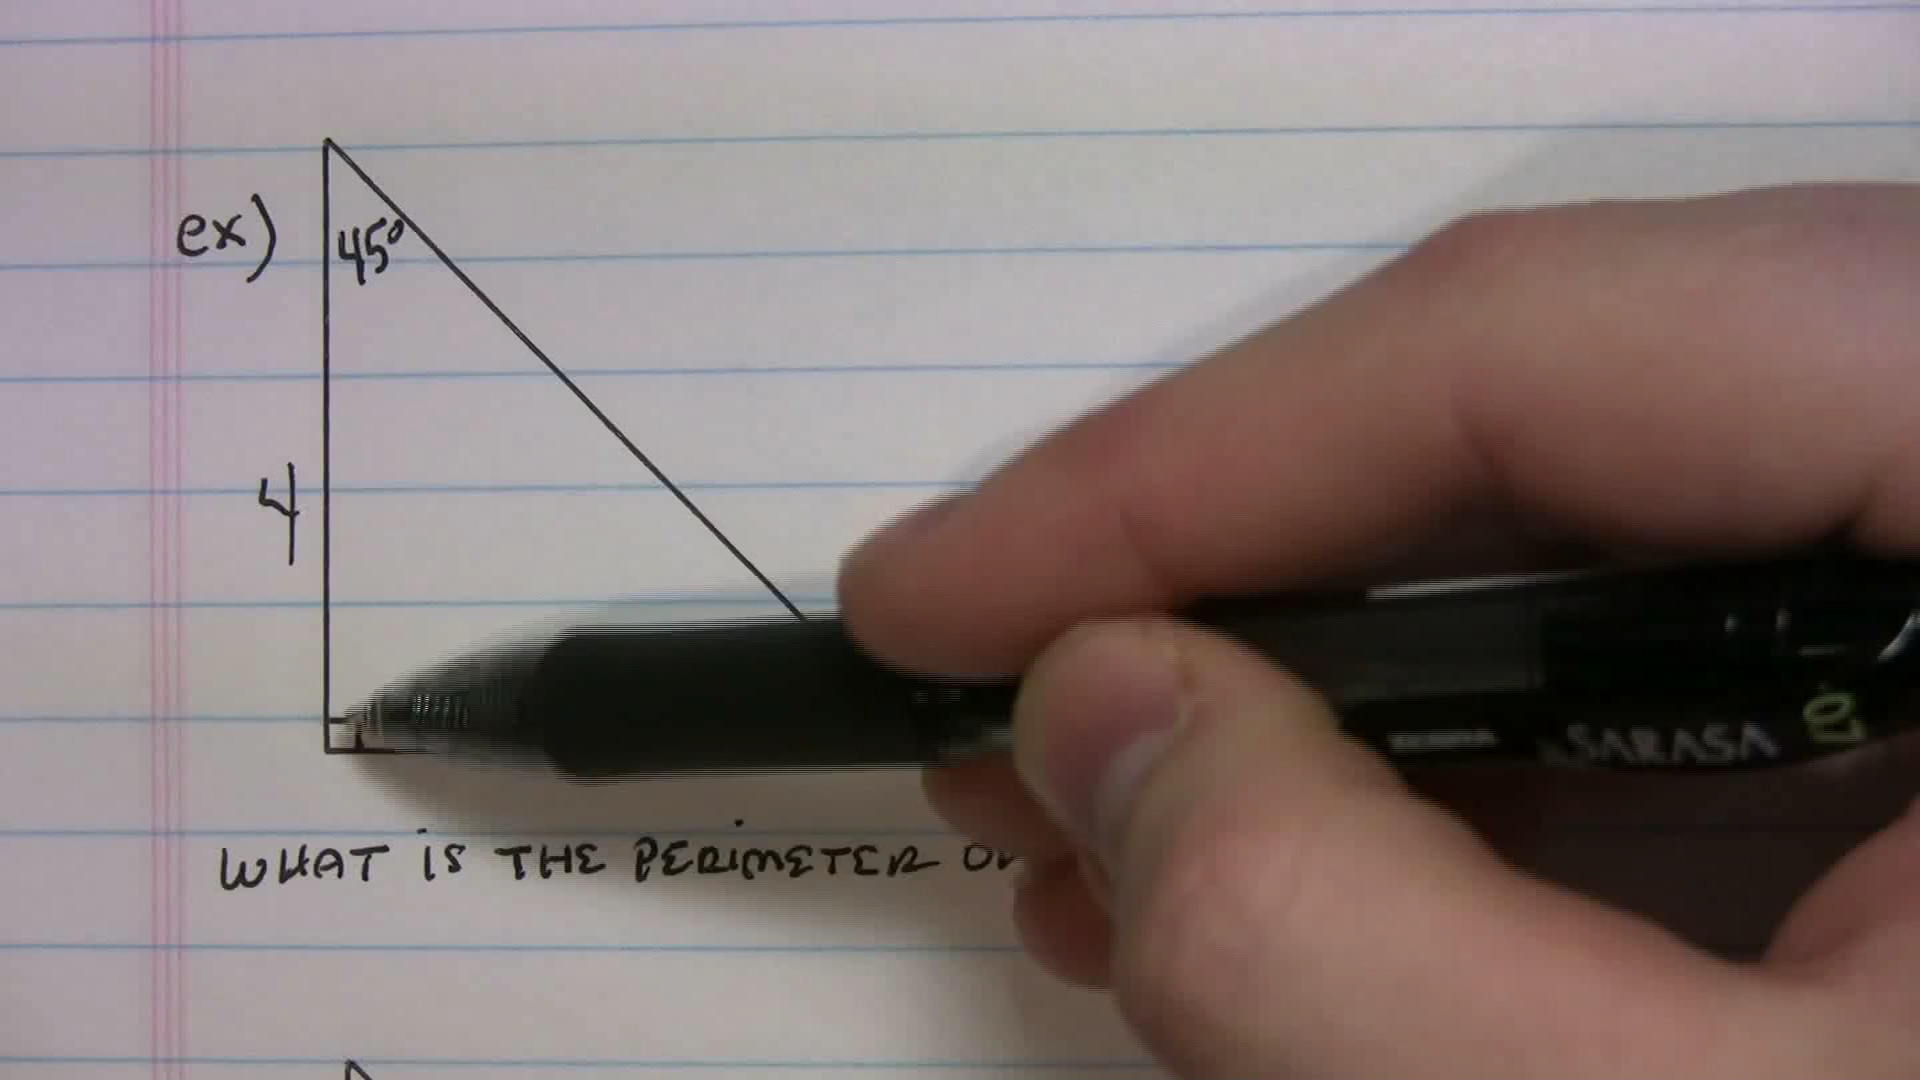 ex)
45°
4
WHAT IS THE PERIMETER
SARASA